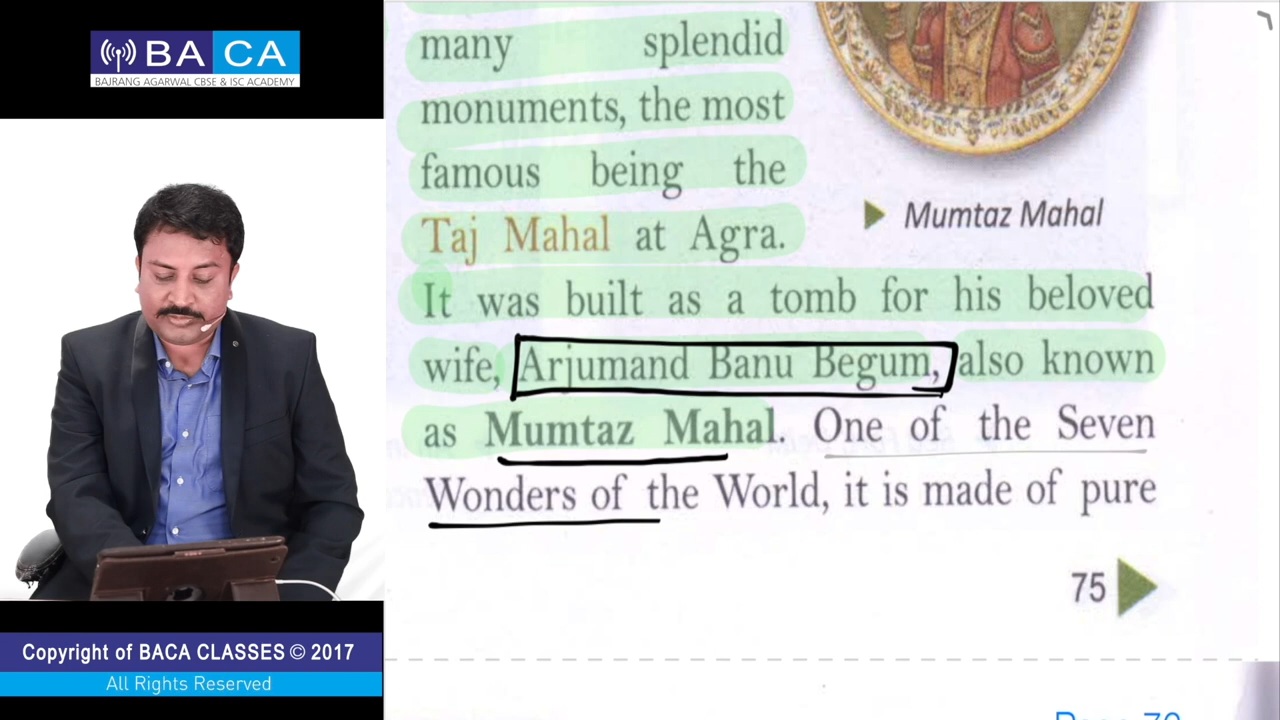 BACA
BAJRANG AGARWAL CBSE & ISC ACADEMY
many splendid
monuments, the most
famous being the
Taj Mahal at Agra.
Mumtaz Mahal
It was built as a tomb for his beloved
wife, Arjumand Banu Begum, also known
as Mumtaz Mahal. One of the Seven
Wonders of the World, it is made of pure
75
Copyright of BACA CLASSES © 2017
All Rights Reserved